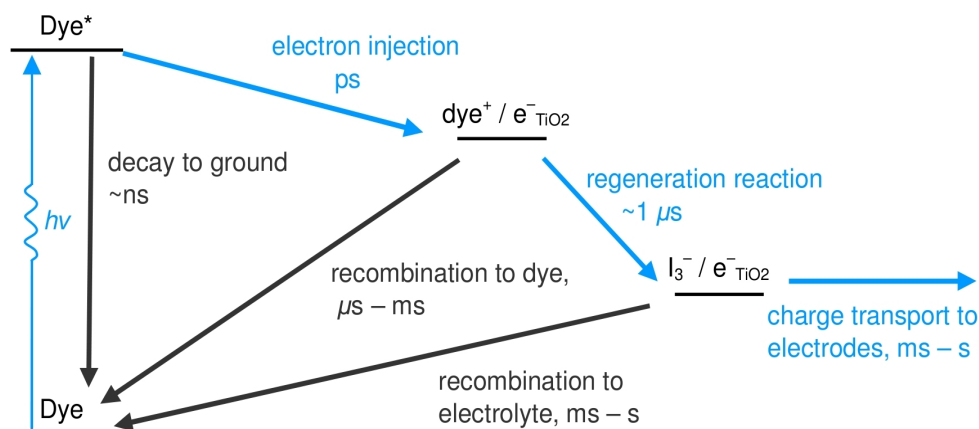 Dye*
electron injection
ps
dye⁺ / e⁻TiO2
decay to ground
~ns
regeneration reaction
~1 µs
hν
I₃⁻ / e⁻TiO2
recombination to dye,
µs – ms
charge transport to
electrodes, ms – s
recombination to
electrolyte, ms – s
Dye